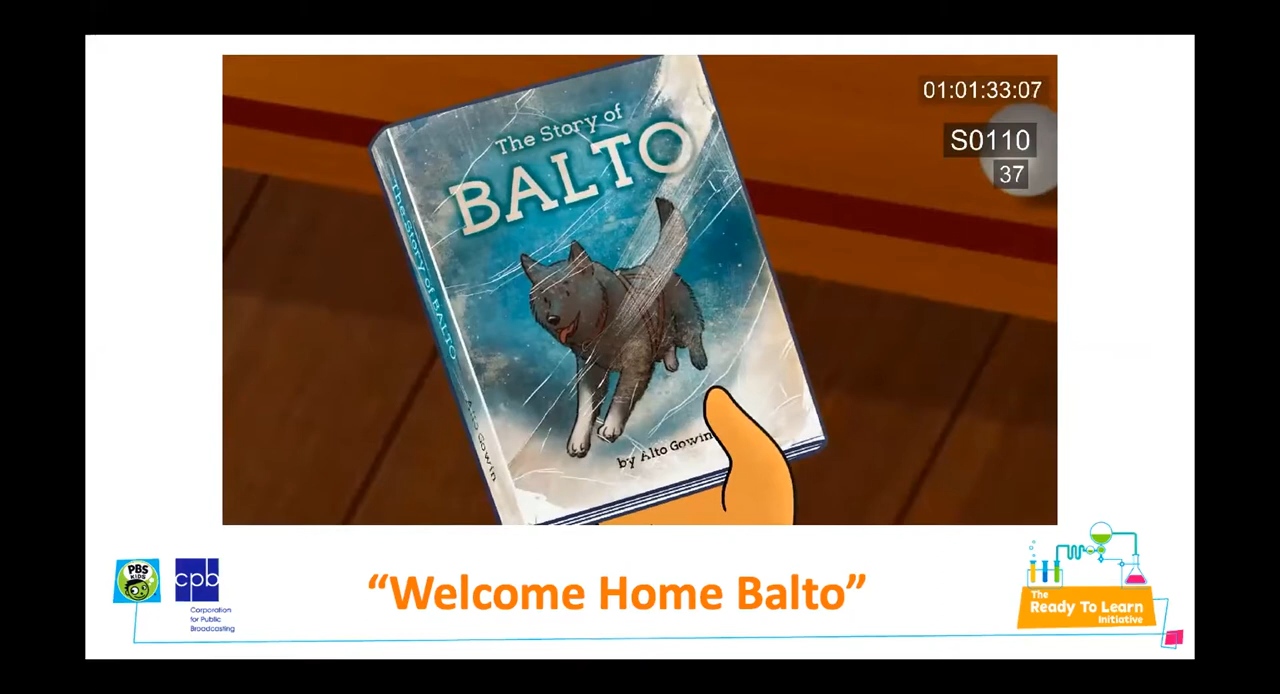 01:01:33:07
S0110
37
The Story of
BALTO
The Story of BALTO
Alto Gowin
by Alto Gowin
PBS
KIDS
cpb
Corporation
for Public
Broadcasting
“Welcome Home Balto”
The
Ready To Learn
Initiative